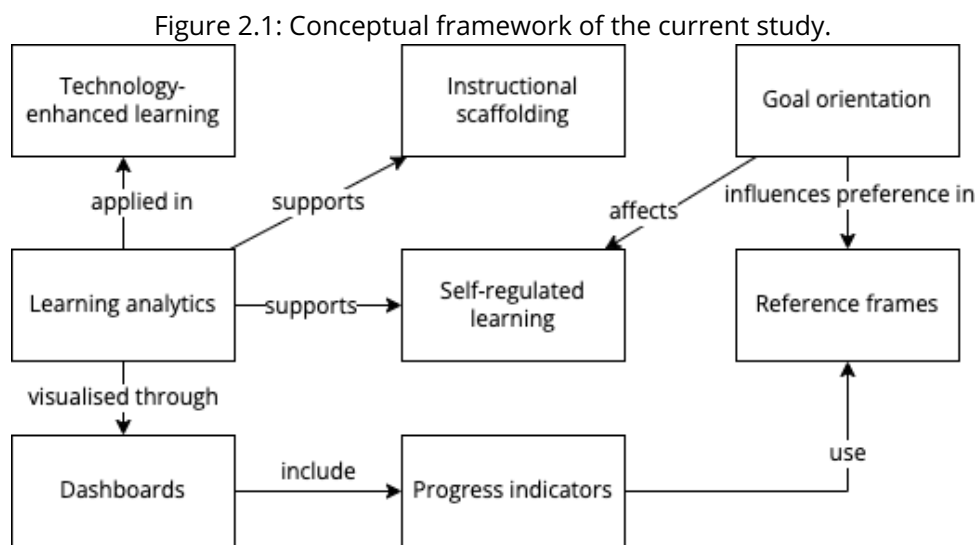 Figure 2.1: Conceptual framework of the current study.
Technology-
enhanced learning
Instructional
scaffolding
Goal orientation
applied in
supports
affects
influences preference in
Learning analytics
supports
Self-regulated
learning
Reference frames
visualised through
use
Dashboards
include
Progress indicators